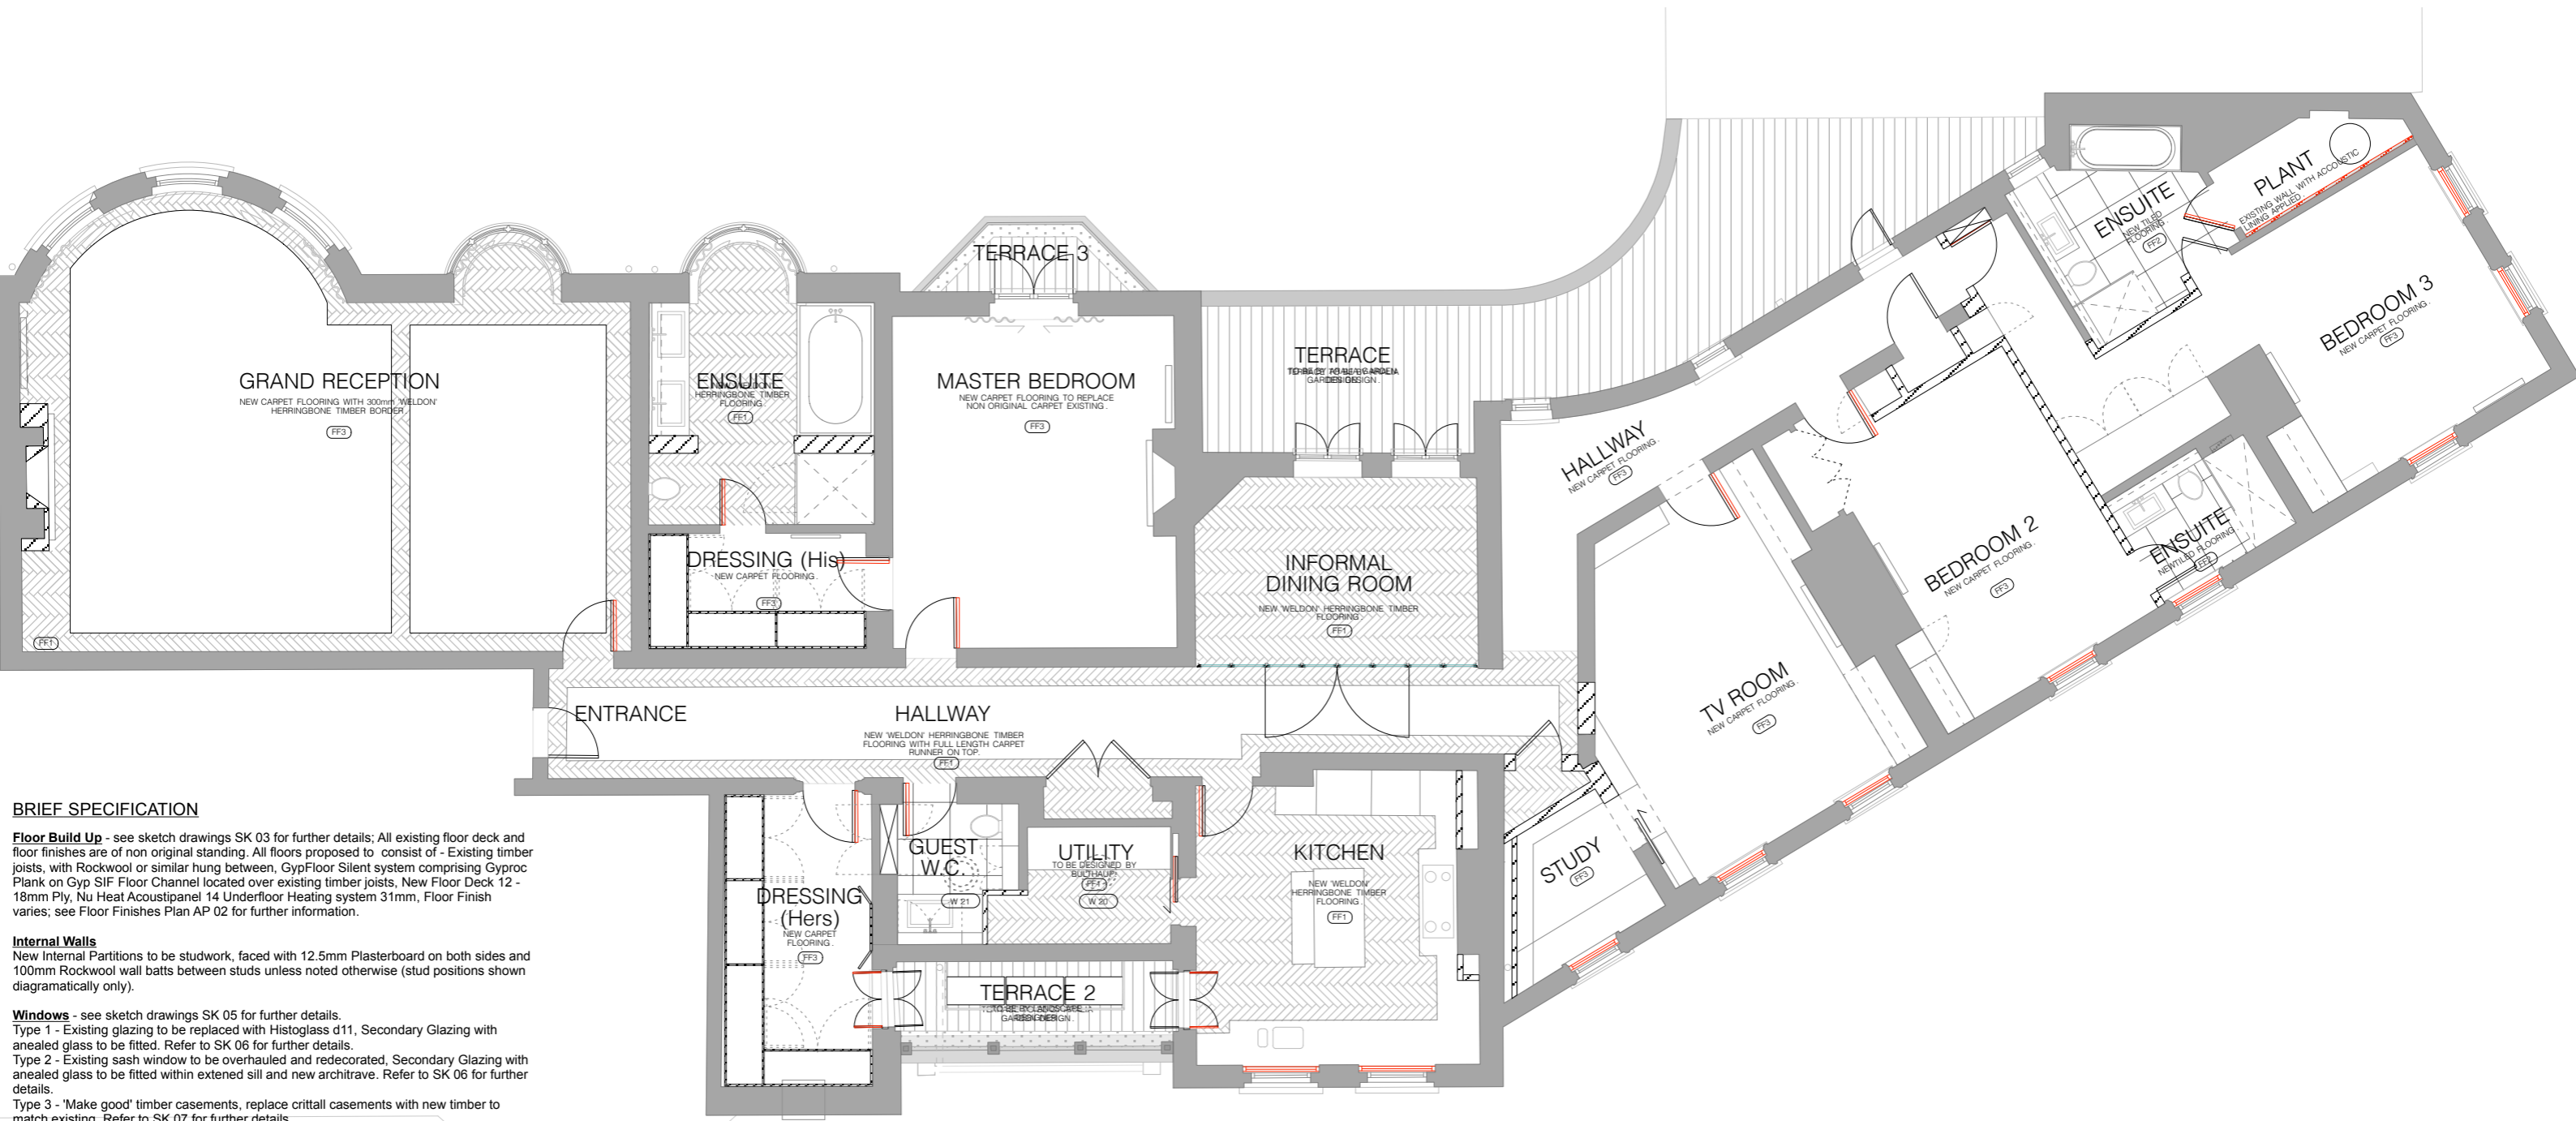 TERRACE 3
GRAND RECEPTION
NEW CARPET FLOORING WITH 300mm 'WELDON'
HERRINGBONE TIMBER BORDER .
FF3
FF1
ENSUITE
HERRINGBONE TIMBER
FLOORING .
FF1
MASTER BEDROOM
NEW CARPET FLOORING TO REPLACE
NON ORIGINAL CARPET EXISTING .
FF3
TERRACE
DRESSING (His)
NEW CARPET FLOORING .
FF3
INFORMAL
DINING ROOM
NEW 'WELDON' HERRINGBONE TIMBER
FLOORING .
FF1
HALLWAY
NEW CARPET FLOORING .
FF3
ENSUITE
NEW TILED
FLOORING .
FF2
PLANT
EXISTING WALL WITH ACCOUSTIC
LINING APPLIED .
BEDROOM 3
NEW CARPET FLOORING .
FF3
BEDROOM 2
NEW CARPET FLOORING .
FF3
ENSUITE
NEW TILED FLOORING .
FF2
TV ROOM
NEW CARPET FLOORING .
FF3
ENTRANCE
HALLWAY
NEW 'WELDON' HERRINGBONE TIMBER
FLOORING WITH FULL LENGTH CARPET
RUNNER ON TOP.
FF1
GUEST
W.C.
W 21
UTILITY
TO BE DESIGNED BY
BULTHAUP.
FF1
W 20
KITCHEN
NEW 'WELDON'
HERRINGBONE TIMBER
FLOORING .
FF1
STUDY
FF3
DRESSING
(Hers)
NEW CARPET
FLOORING .
FF3
TERRACE 2
BRIEF SPECIFICATION
Floor Build Up - see sketch drawings SK 03 for further details; All existing floor deck and
floor finishes are of non original standing. All floors proposed to consist of - Existing timber
joists, with Rockwool or similar hung between, GypFloor Silent system comprising Gyproc
Plank on Gyp SIF Floor Channel located over existing timber joists, New Floor Deck 12 -
18mm Ply, Nu Heat Acoustipanel 14 Underfloor Heating system 31mm, Floor Finish
varies; see Floor Finishes Plan AP 02 for further information.
Internal Walls
New Internal Partitions to be studwork, faced with 12.5mm Plasterboard on both sides and
100mm Rockwool wall batts between studs unless noted otherwise (stud positions shown
diagramatically only).
Windows - see sketch drawings SK 05 for further details.
Type 1 - Existing glazing to be replaced with Histoglass d11, Secondary Glazing with
anealed glass to be fitted. Refer to SK 06 for further details.
Type 2 - Existing sash window to be overhauled and redecorated, Secondary Glazing with
anealed glass to be fitted within extened sill and new architrave. Refer to SK 06 for further
details.
Type 3 - 'Make good' timber casements, replace crittall casements with new timber to
match existing. Refer to SK 07 for further details